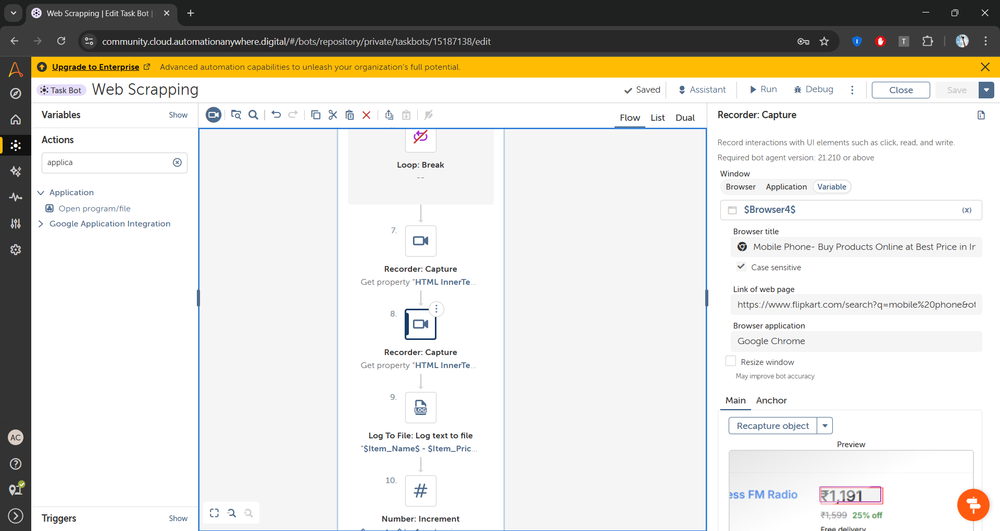 Web Scrapping | Edit Task Bot |
community.cloud.automationanywhere.digital/#/bots/repository/private/taskbots/15187138/edit
T
Upgrade to Enterprise
Advanced automation capabilities to unleash your organization's full potential.
Task Bot
Web Scrapping
Saved
Assistant
Run
Debug
Close
Save
Variables
Show
Flow
List
Dual
Recorder: Capture
Actions
applica
Application
Open program/file
Google Application Integration
Triggers
Show
AC
Loop: Break
--
7.
Recorder: Capture
Get property “HTML InnerTe...
8.
Recorder: Capture
Get property “HTML InnerTe...
9.
LOG
Log To File: Log text to file
“$Item_Name$ - $Item_Pric...
10.
Number: Increment
Record interactions with UI elements such as click, read, and write.
Required bot agent version: 21.210 or above
Window
Browser
Application
Variable
$Browser4$
(x)
Browser title
Mobile Phone- Buy Products Online at Best Price in Ir
Case sensitive
Link of web page
https://www.flipkart.com/search?q=mobile%20phone&ot
Browser application
Google Chrome
Resize window
May improve bot accuracy
Main
Anchor
Recapture object
Preview
ess FM Radio
₹1,191
₹1,599 25% off
Free delivery